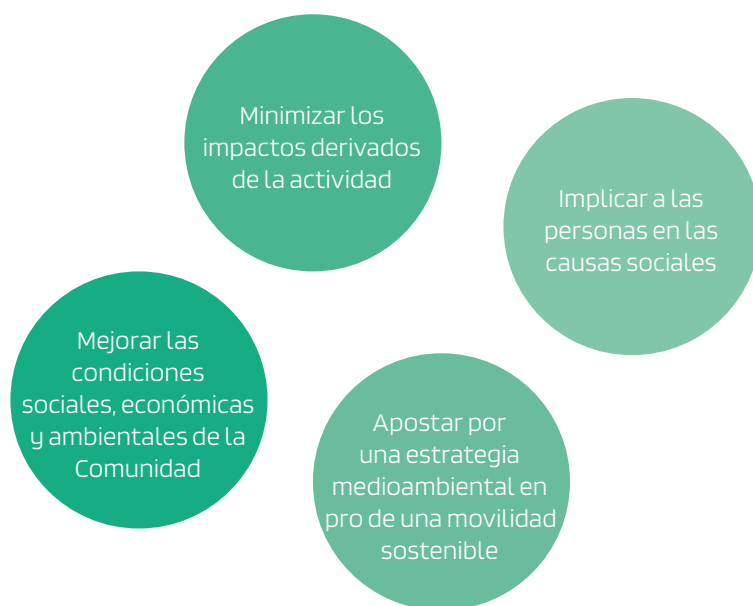 Minimizar los
impactos derivados
de la actividad
Implicar a las
personas en las
causas sociales
Mejorar las
condiciones
sociales, económicas
y ambientales de la
Comunidad
Apostar por
una estrategia
medioambiental en
pro de una movilidad
sostenible